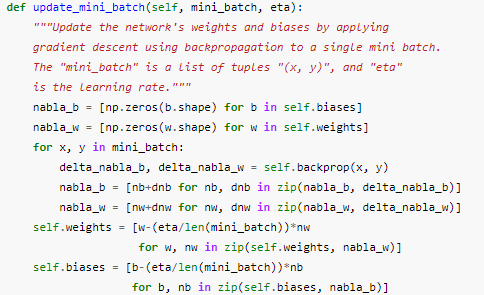 def update_mini_batch(self, mini_batch, eta):
    """Update the network's weights and biases by applying
    gradient descent using backpropagation to a single mini batch.
    The "mini_batch" is a list of tuples "(x, y)", and "eta"
    is the learning rate."""
    nabla_b = [np.zeros(b.shape) for b in self.biases]
    nabla_w = [np.zeros(w.shape) for w in self.weights]
    for x, y in mini_batch:
        delta_nabla_b, delta_nabla_w = self.backprop(x, y)
        nabla_b = [nb+dnb for nb, dnb in zip(nabla_b, delta_nabla_b)]
        nabla_w = [nw+dnw for nw, dnw in zip(nabla_w, delta_nabla_w)]
    self.weights = [w-(eta/len(mini_batch))*nw
                    for w, nw in zip(self.weights, nabla_w)]
    self.biases = [b-(eta/len(mini_batch))*nb
                   for b, nb in zip(self.biases, nabla_b)]